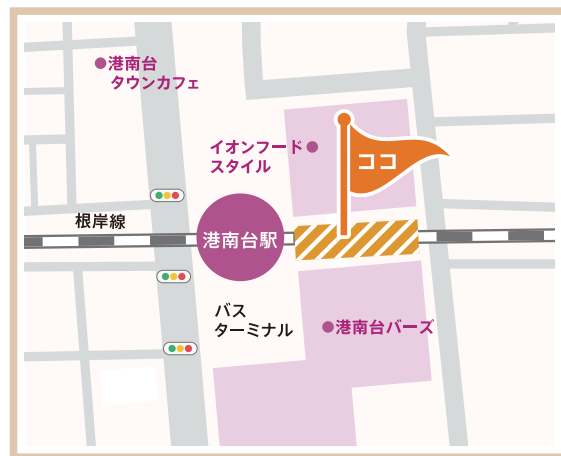 港南台
タウンカフェ
イオンフード
スタイル
ココ
根岸線
港南台駅
バス
ターミナル
港南台バーズ